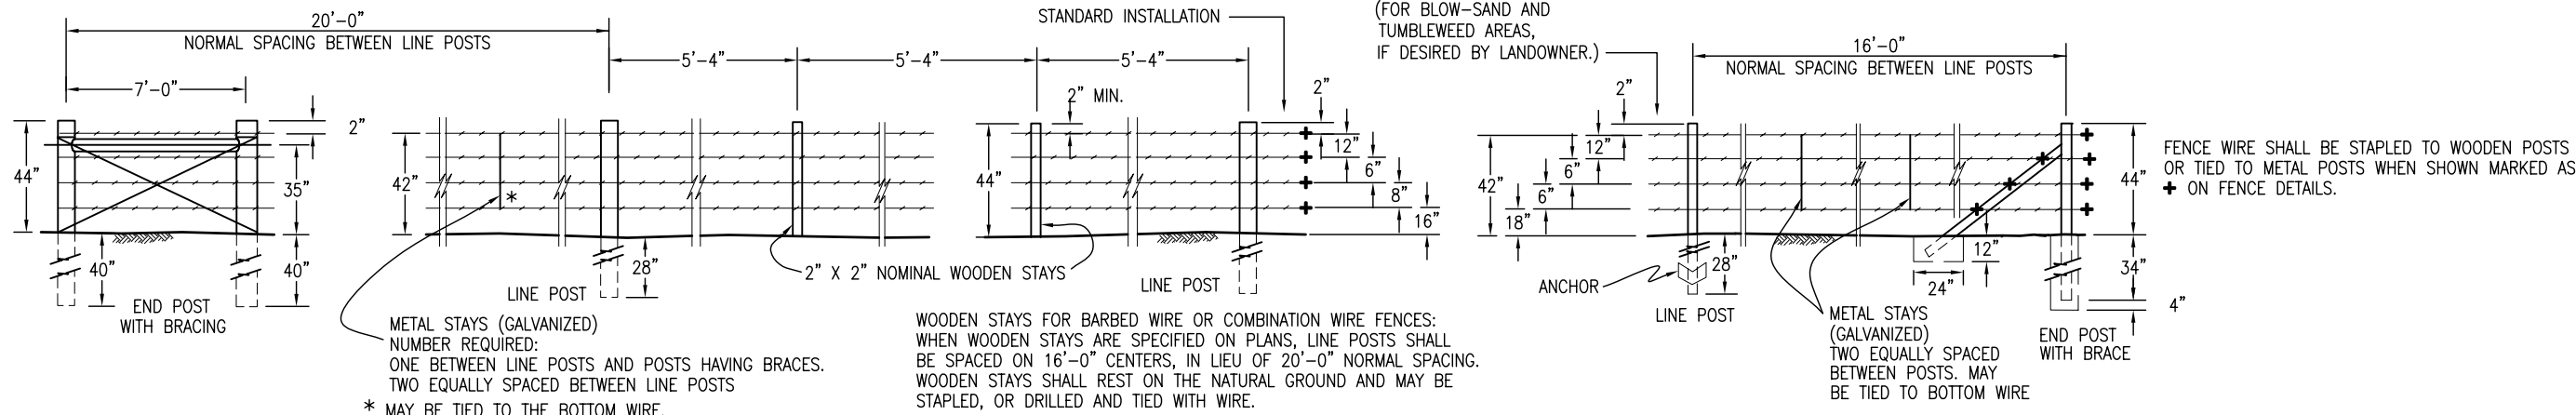 20'-0"
NORMAL SPACING BETWEEN LINE POSTS
7'-0"
2"
44"
35"
40"
40"
END POST
WITH BRACING
42"
*
28"
LINE POST
METAL STAYS (GALVANIZED)
NUMBER REQUIRED:
ONE BETWEEN LINE POSTS AND POSTS HAVING BRACES.
TWO EQUALLY SPACED BETWEEN LINE POSTS
* MAY BE TIED TO THE BOTTOM WIRE.
5'-4"
5'-4"
5'-4"
STANDARD INSTALLATION
2" MIN.
44"
2"
12"
6"
8"
16"
2" X 2" NOMINAL WOODEN STAYS
LINE POST
WOODEN STAYS FOR BARBED WIRE OR COMBINATION WIRE FENCES:
WHEN WOODEN STAYS ARE SPECIFIED ON PLANS, LINE POSTS SHALL
BE SPACED ON 16'-0" CENTERS, IN LIEU OF 20'-0" NORMAL SPACING.
WOODEN STAYS SHALL REST ON THE NATURAL GROUND AND MAY BE
STAPLED, OR DRILLED AND TIED WITH WIRE.
(FOR BLOW-SAND AND
TUMBLEWEED AREAS,
IF DESIRED BY LANDOWNER.)
16'-0"
NORMAL SPACING BETWEEN LINE POSTS
2"
12"
6"
6"
42"
18"
28"
ANCHOR
LINE POST
METAL STAYS
(GALVANIZED)
TWO EQUALLY SPACED
BETWEEN POSTS. MAY
BE TIED TO BOTTOM WIRE
12"
24"
44"
34"
4"
END POST
WITH BRACE
FENCE WIRE SHALL BE STAPLED TO WOODEN POSTS
OR TIED TO METAL POSTS WHEN SHOWN MARKED AS
+ ON FENCE DETAILS.